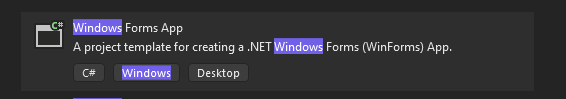 C#
Windows Forms App
A project template for creating a .NET Windows Forms (WinForms) App.
C# Windows Desktop